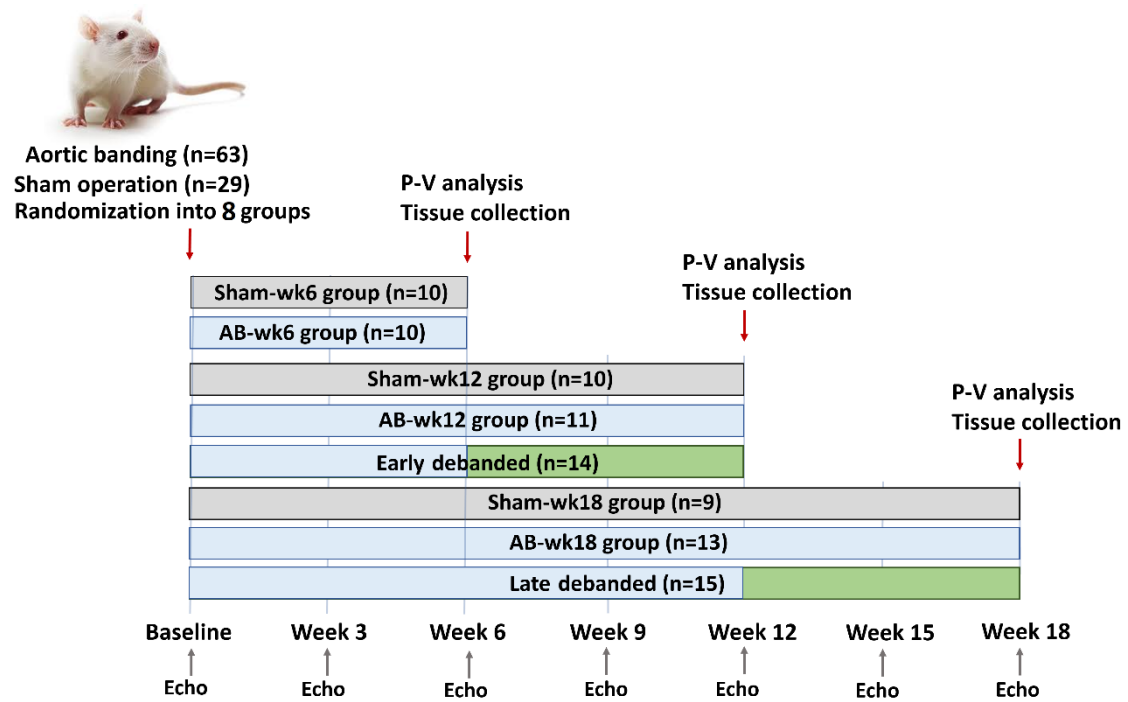 Aortic banding (n=63)
Sham operation (n=29)
Randomization into 8 groups
P-V analysis
Tissue collection
P-V analysis
Tissue collection
P-V analysis
Tissue collection
Sham-wk6 group (n=10)
AB-wk6 group (n=10)
Sham-wk12 group (n=10)
AB-wk12 group (n=11)
Early debanded (n=14)
Sham-wk18 group (n=9)
AB-wk18 group (n=13)
Late debanded (n=15)
Baseline Week 3 Week 6 Week 9 Week 12 Week 15 Week 18
Echo Echo Echo Echo Echo Echo Echo